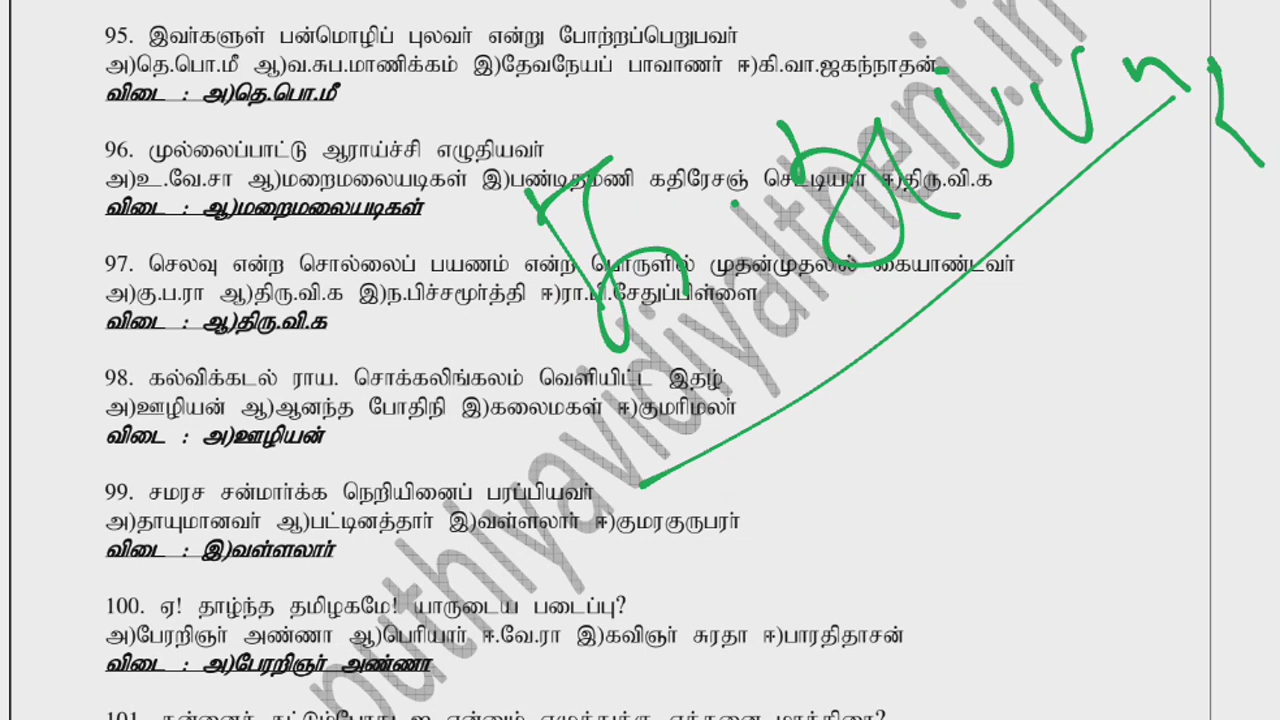 95. இவர்களுள் பன்மொழிப் புலவர் என்று போற்றப்பெறுபவர்
அ)தெ.பொ.மீ ஆ)வ.சுப.மாணிக்கம் இ)தேவநேயப் பாவாணர் ஈ)கி.வா.ஜகந்நாதன்
விடை : அ)தெ.பொ.மீ
96. முல்லைப்பாட்டு ஆராய்ச்சி எழுதியவர்
அ)உ.வே.சா ஆ)மறைமலையடிகள் இ)பண்டிதமணி கதிரேசஞ் செட்டியார் ஈ)திரு.வி.க
விடை : ஆ)மறைமலையடிகள்
97. செலவு என்ற சொல்லைப் பயணம் என்ற பொருளில் முதன்முதலில் கையாண்டவர்
அ)கு.ப.ரா ஆ)திரு.வி.க இ)ந.பிச்சமூர்த்தி ஈ)ரா.பி.சேதுப்பிள்ளை
விடை : ஆ)திரு.வி.க
98. கல்விக்கடல் ராய. சொக்கலிங்கலம் வெளியிட்ட இதழ்
அ)ஊழியன் ஆ)ஆனந்த போதிநி இ)கலைமகள் ஈ)குமரிமலர்
விடை : அ)ஊழியன்
99. சமரச சன்மார்க்க நெறியினைப் பரப்பியவர்
அ)தாயுமானவர் ஆ)பட்டினத்தார் இ)வள்ளலார் ஈ)குமரகுருபரர்
விடை : இ)வள்ளலார்
100. ஏ! தாழ்ந்த தமிழகமே! யாருடைய படைப்பு?
அ)பேரறிஞர் அண்ணா ஆ)பெரியார் ஈ.வே.ரா இ)கவிஞர் சுரதா ஈ)பாரதிதாசன்
விடை : அ)பேரறிஞர் அண்ணா
puthiyavidiyaltheni.in